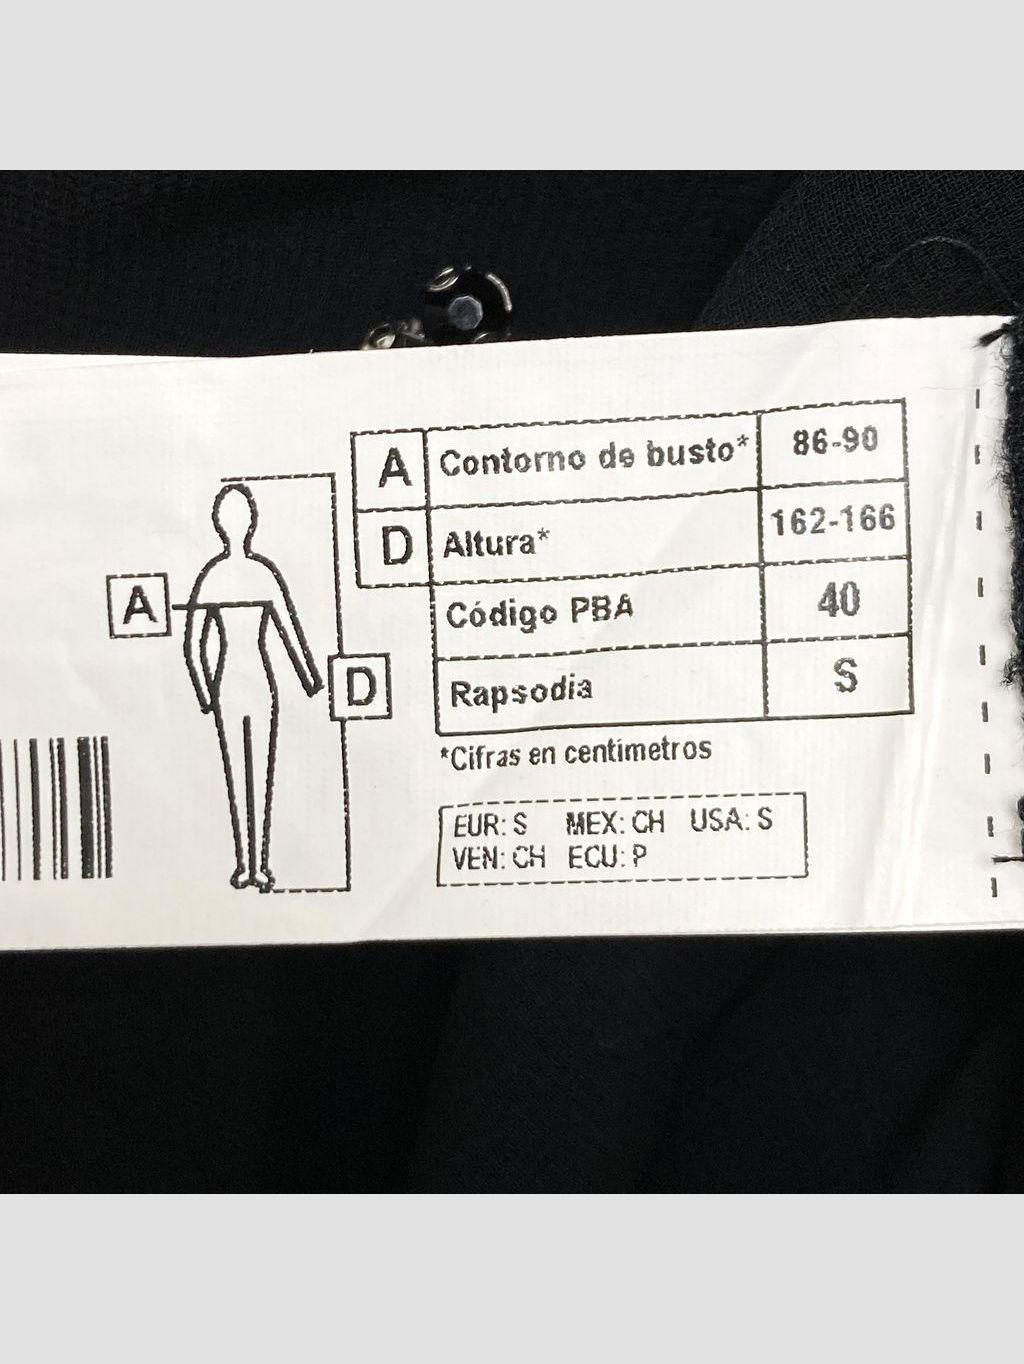 A Contorno de busto* 86-90
D Altura* 162-166
Código PBA 40
Rapsodia S
*Cifras en centímetros
A
D
EUR: S MEX: CH USA: S
VEN: CH ECU: P